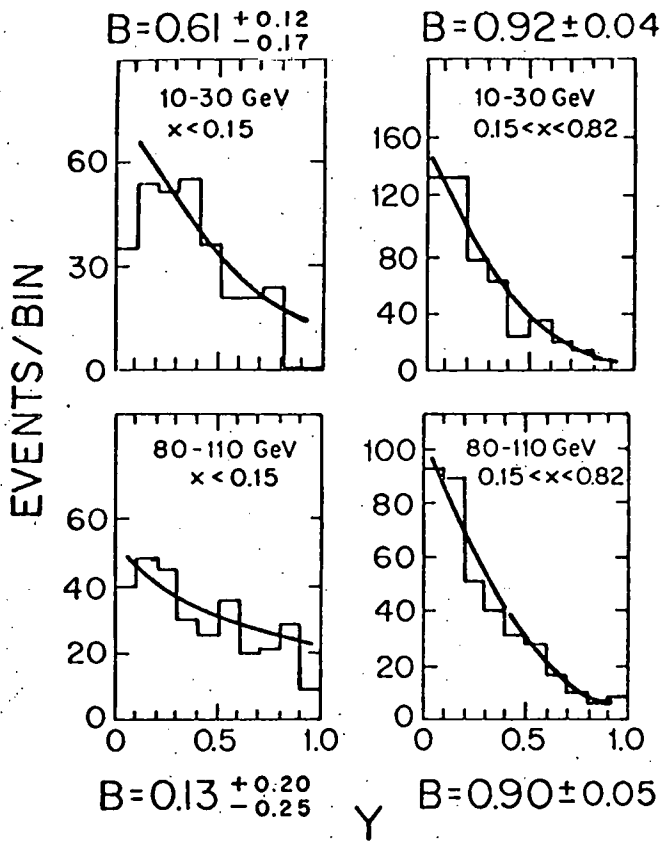 B=0.61 +0.12 -0.17
B=0.92±0.04
10-30 GeV
x<0.15
60
30
0
10-30 GeV
0.15<x<0.82
160
120
80
40
0
EVENTS/BIN
80-110 GeV
x<0.15
60
40
20
0
0
0.5
1.0
80-110 GeV
0.15<x<0.82
100
80
60
40
20
0
0
0.5
1.0
B=0.13 +0.20 -0.25
Y
B=0.90±0.05